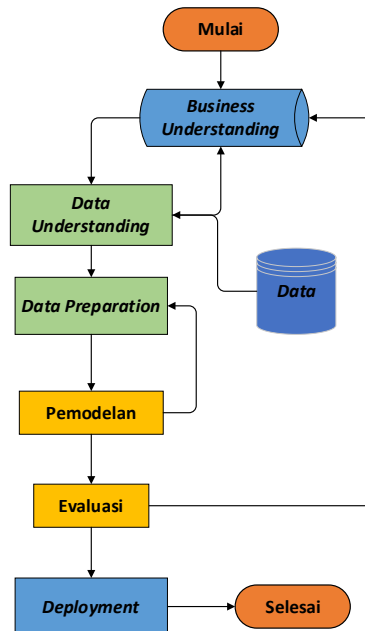 Mulai
Business
Understanding
Data
Understanding
Data
Data Preparation
Pemodelan
Evaluasi
Deployment
Selesai